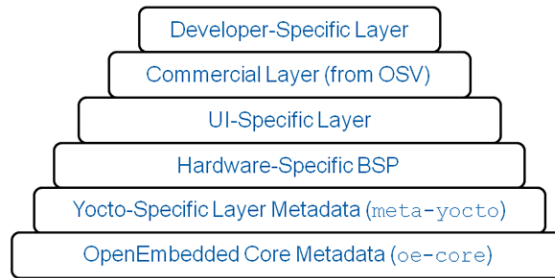 Developer-Specific Layer
Commercial Layer (from OSV)
UI-Specific Layer
Hardware-Specific BSP
Yocto-Specific Layer Metadata (meta-yocto)
OpenEmbedded Core Metadata (oe-core)